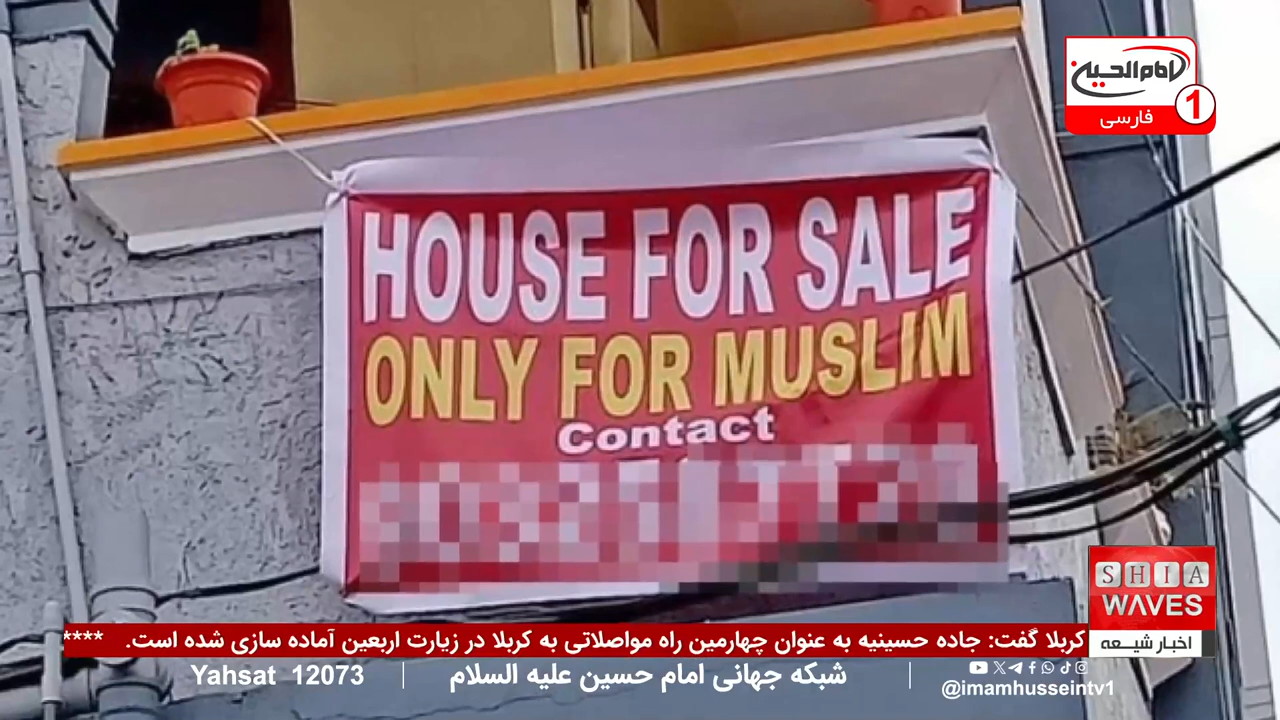 امام الحسین
فارسی 1
HOUSE FOR SALE
ONLY FOR MUSLIM
Contact
SHIA
WAVES
اخبار شیعه
کربلا گفت: جاده حسینیه به عنوان چهارمین راه مواصلاتی به کربلا در زیارت اربعین آماده سازی شده است. ****
Yahsat 12073
شبکه جهانی امام حسین علیه السلام
@imamhusseintv1